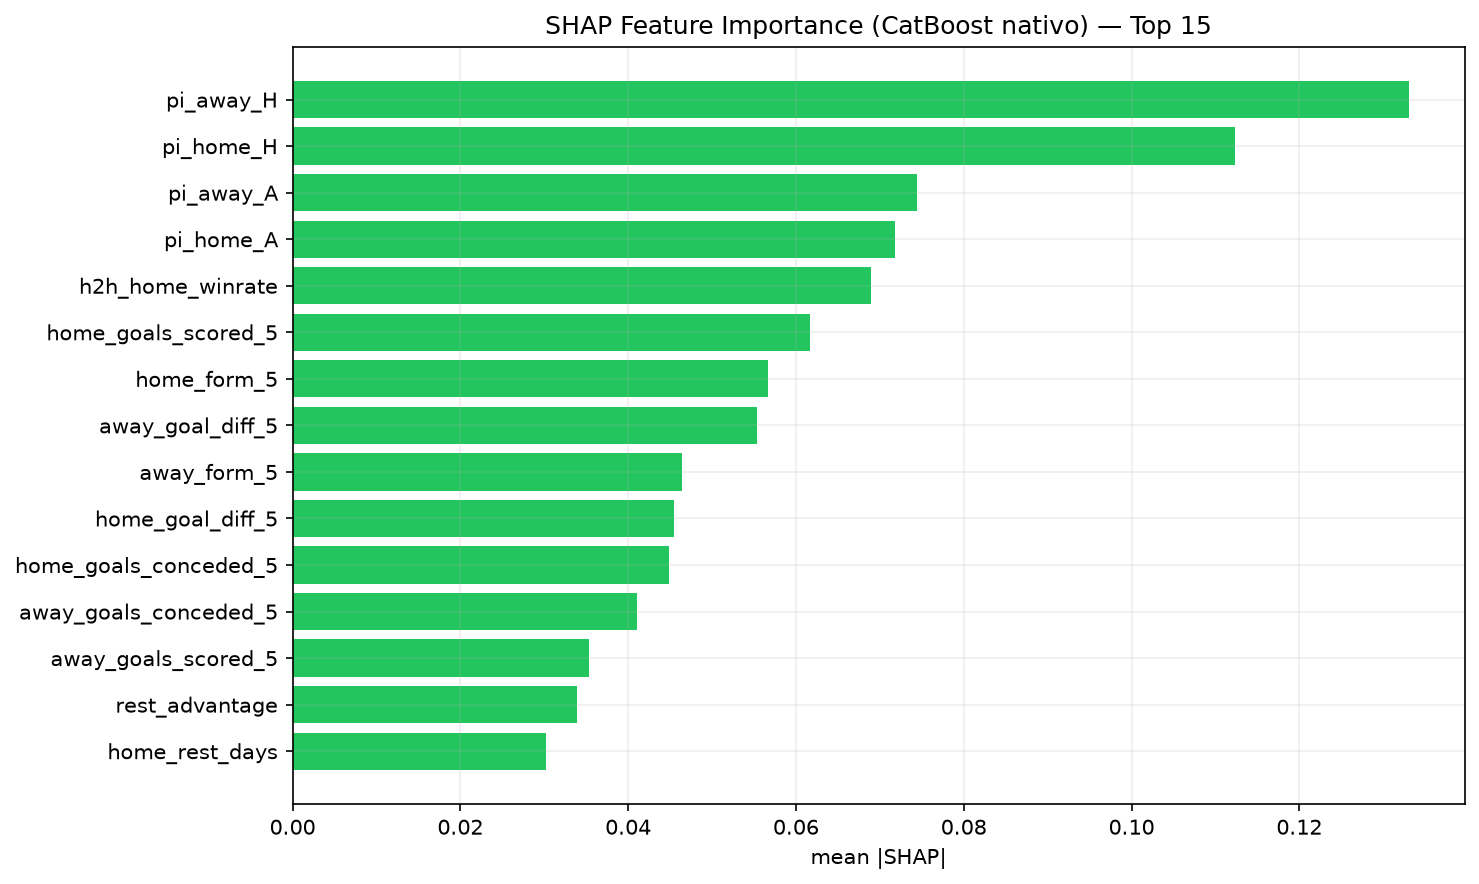 SHAP Feature Importance (CatBoost nativo) — Top 15
pi_away_H
pi_home_H
pi_away_A
pi_home_A
h2h_home_winrate
home_goals_scored_5
home_form_5
away_goal_diff_5
away_form_5
home_goal_diff_5
home_goals_conceded_5
away_goals_conceded_5
away_goals_scored_5
rest_advantage
home_rest_days
0.00 0.02 0.04 0.06 0.08 0.10 0.12
mean |SHAP|